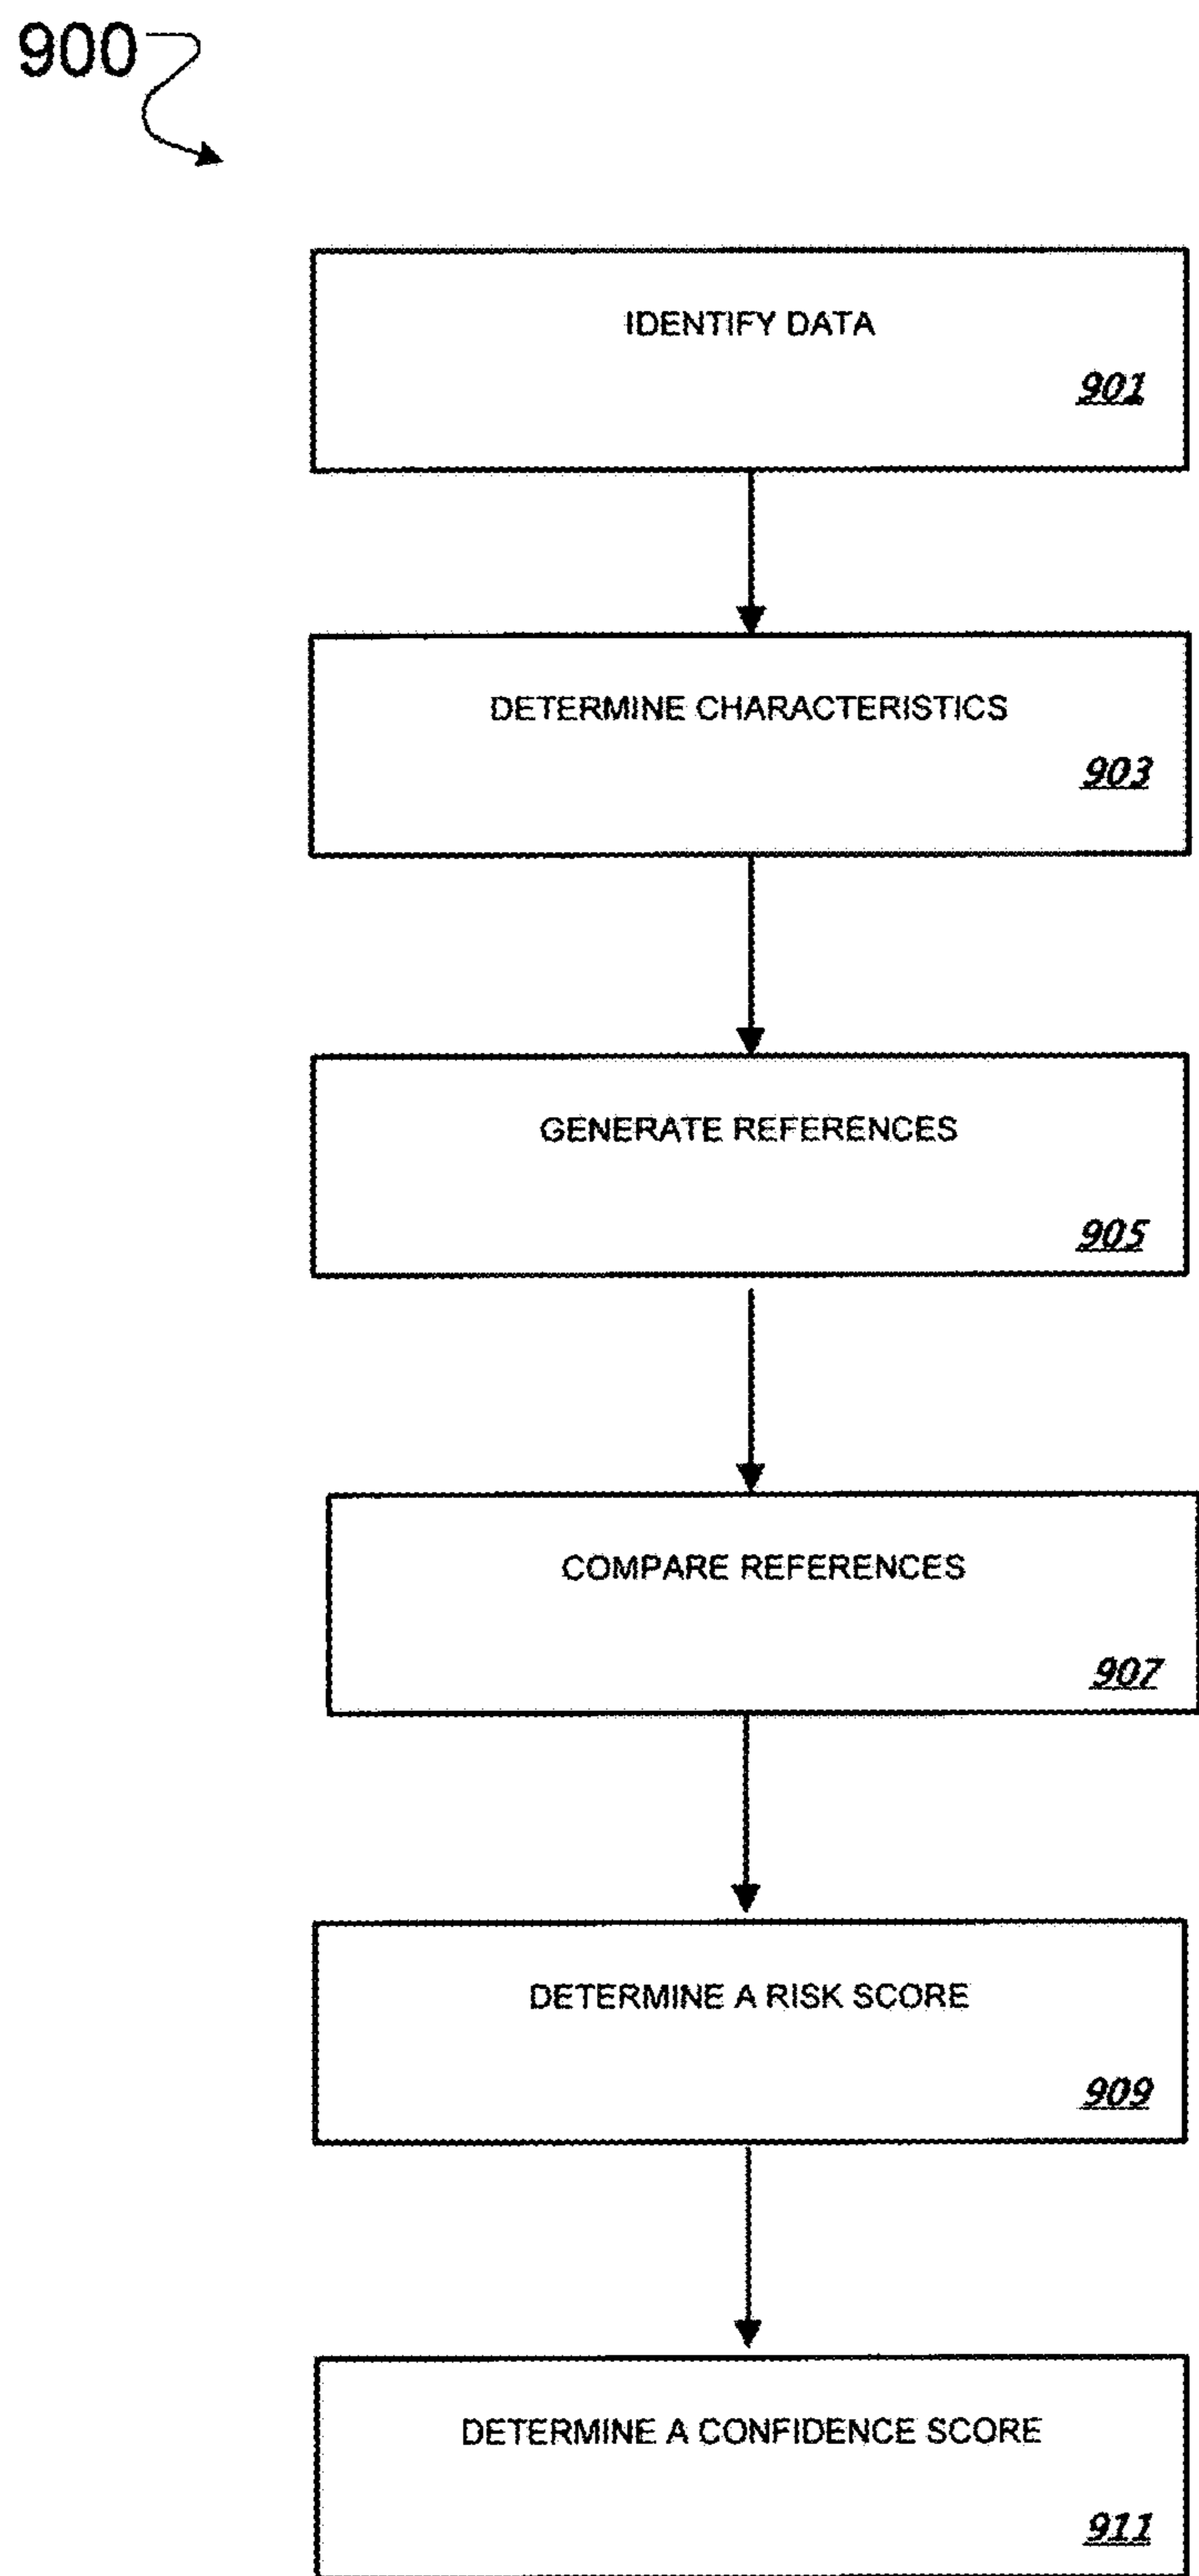 900
IDENTIFY DATA
901
DETERMINE CHARACTERISTICS
903
GENERATE REFERENCES
905
COMPARE REFERENCES
907
DETERMINE A RISK SCORE
909
DETERMINE A CONFIDENCE SCORE
911